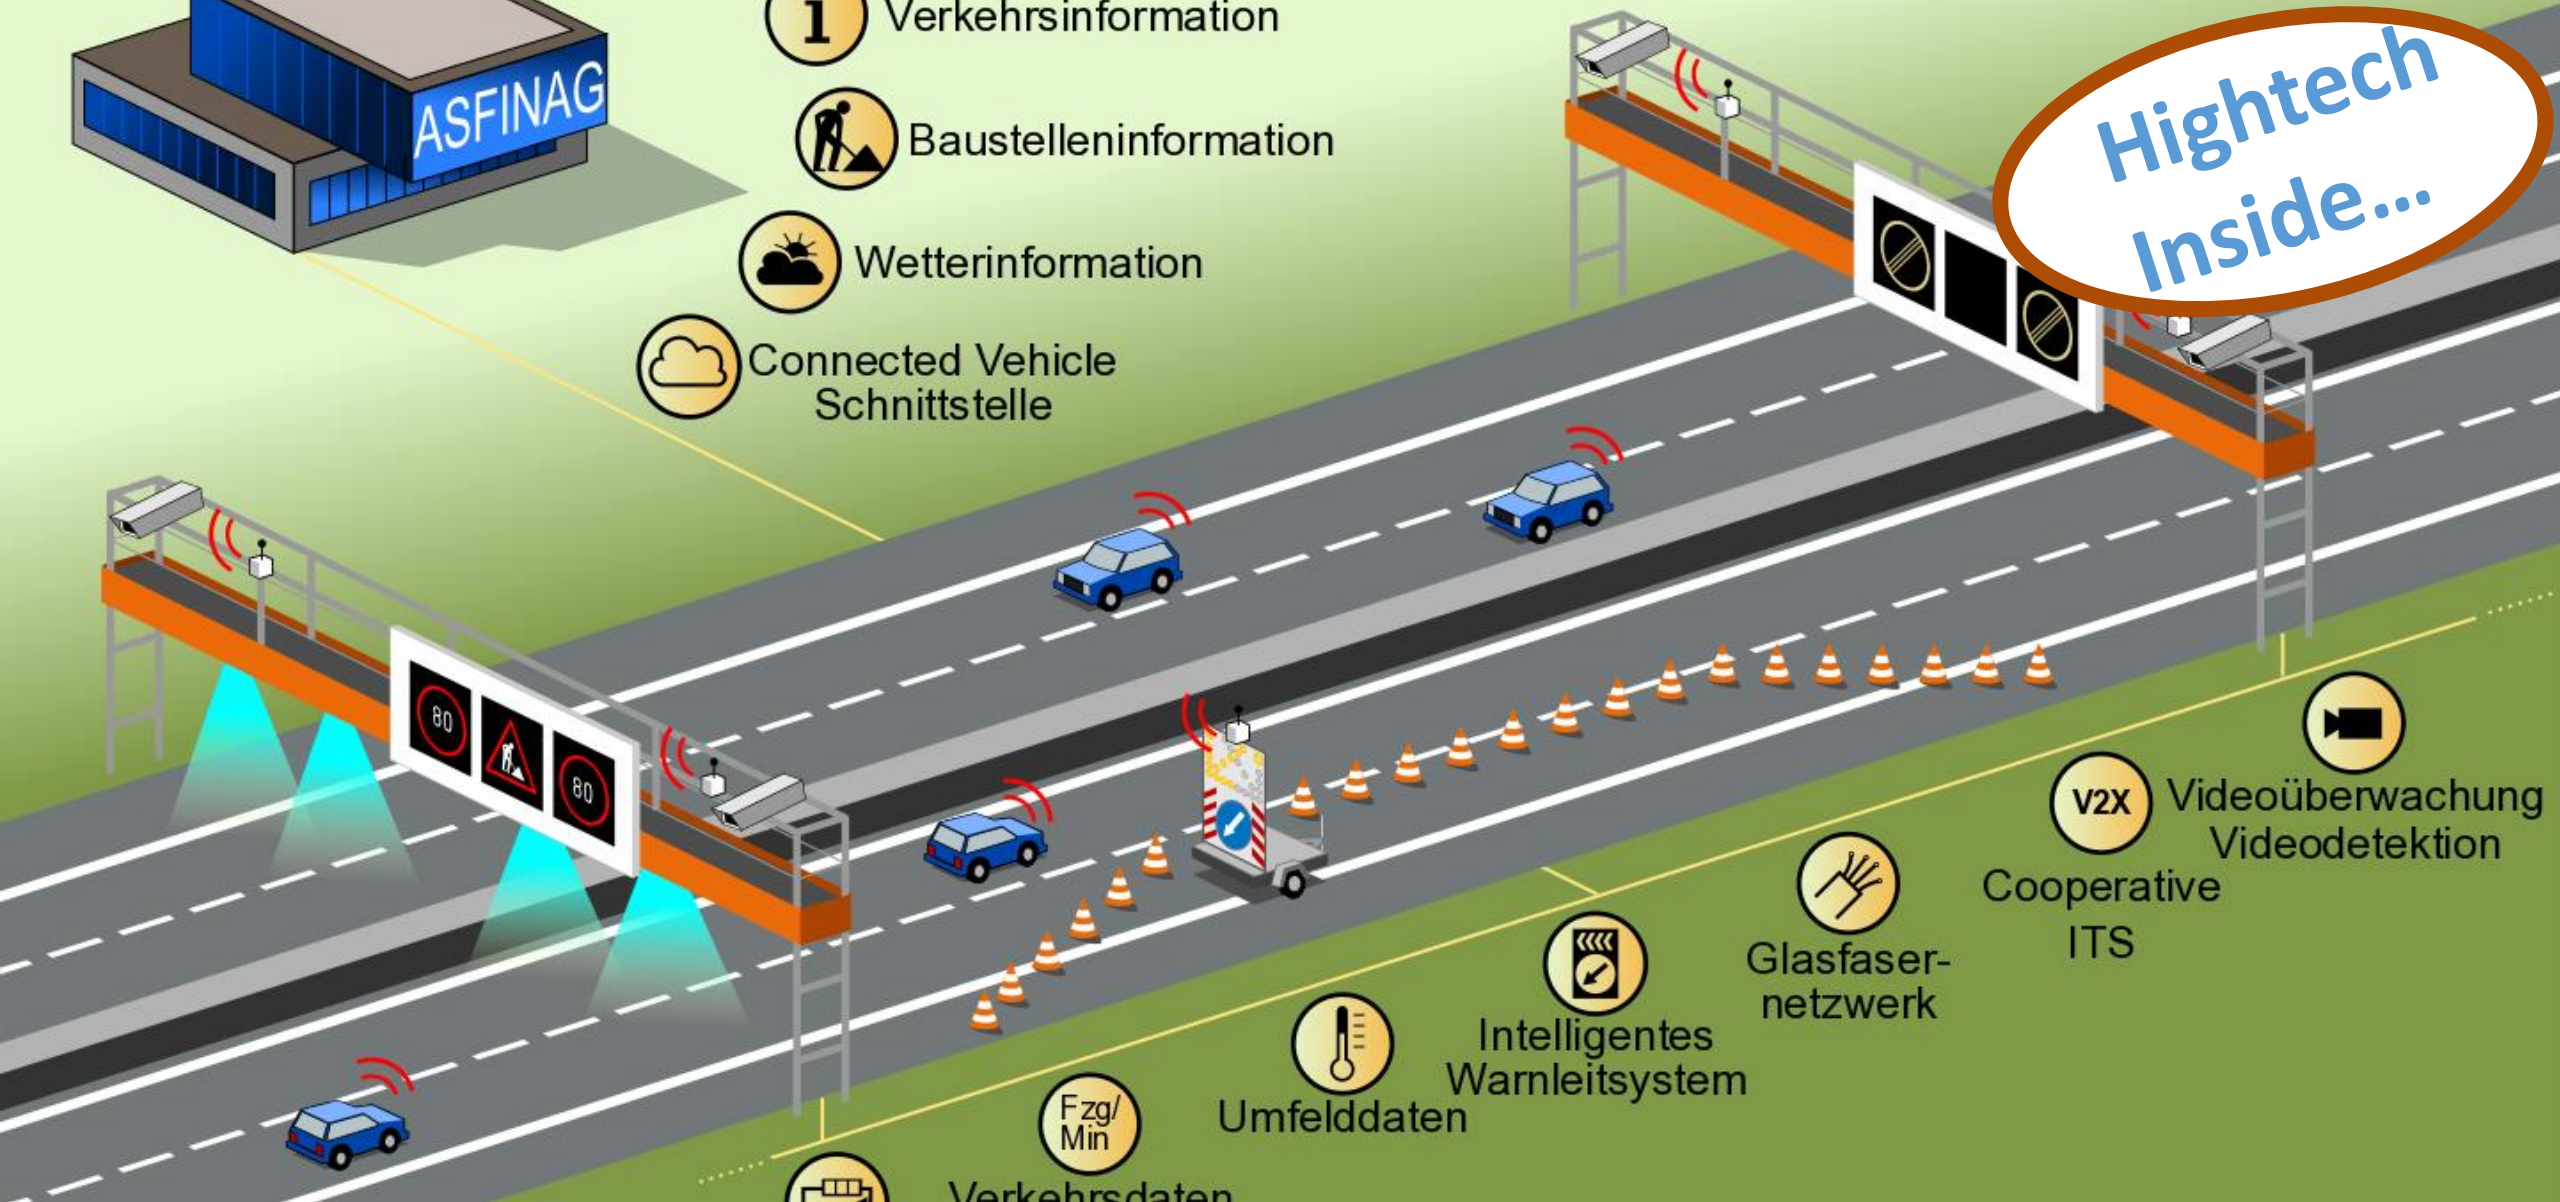 i Verkehrsinformation
ASFINAG
Baustelleninformation
Wetterinformation
Connected Vehicle
Schnittstelle
Hightech
Inside...
80
80
Videoüberwachung
Videodetektion
V2X
Cooperative
ITS
Glasfaser-
netzwerk
Intelligentes
Warnleitsystem
Umfelddaten
Fzg/
Min
Verkehrsdaten